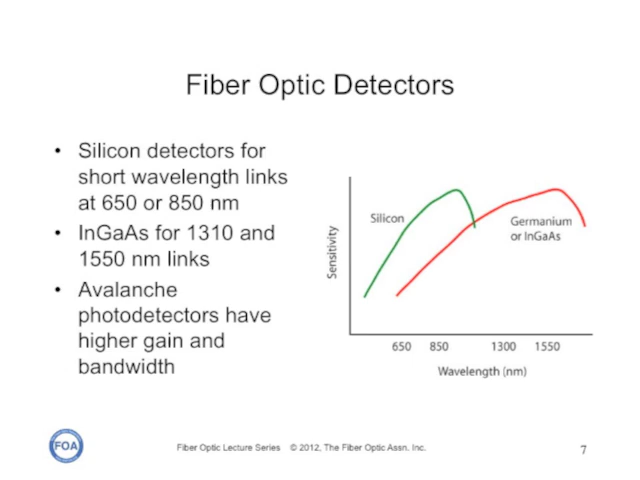 Fiber Optic Detectors
• Silicon detectors for
short wavelength links
at 650 or 850 nm
• InGaAs for 1310 and
1550 nm links
• Avalanche
photodetectors have
higher gain and
bandwidth
Sensitivity
Silicon
Germanium
or InGaAs
650 850 1300 1550
Wavelength (nm)
FOA
Fiber Optic Lecture Series © 2012, The Fiber Optic Assn. Inc.
7